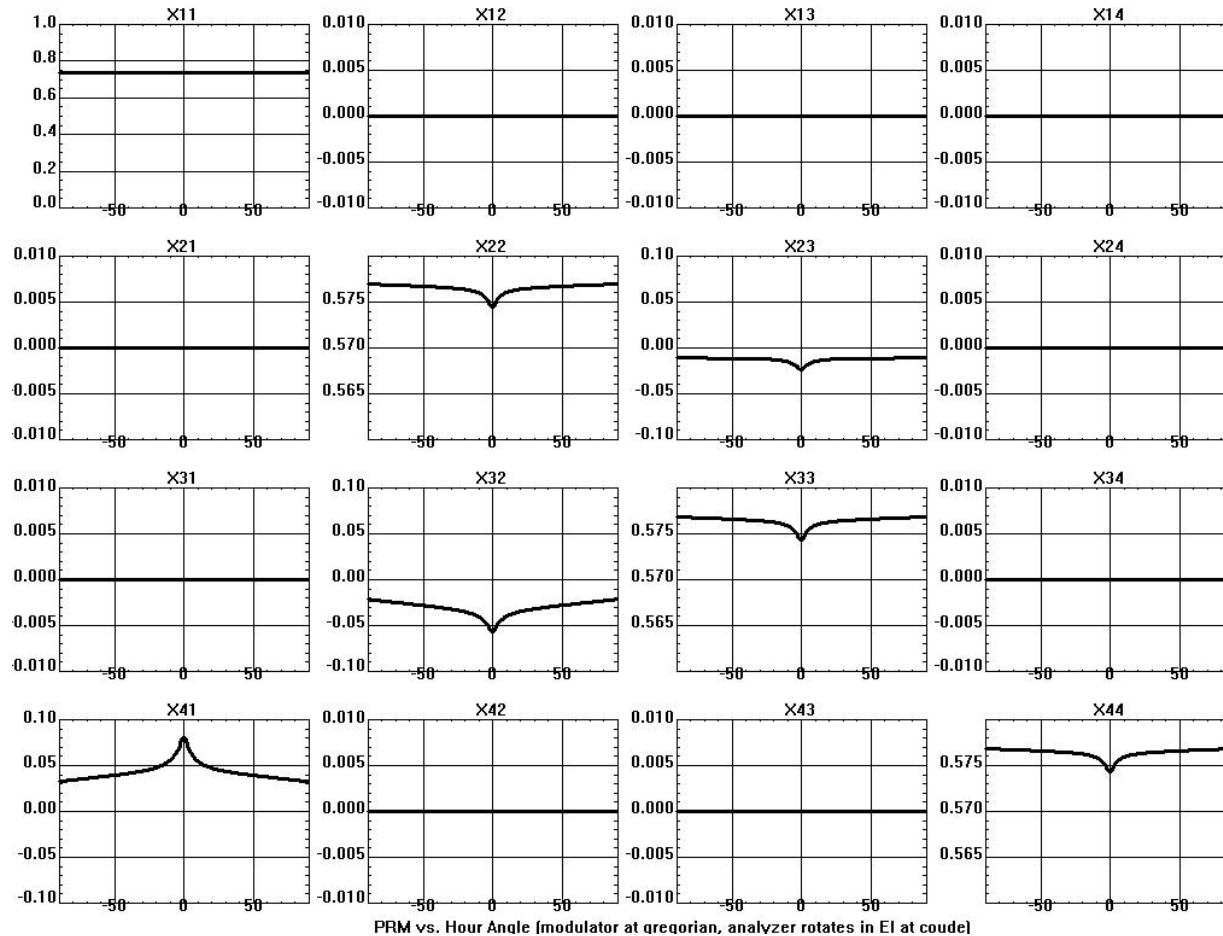 X11 X12 X13 X14
1.0 0.010 0.010 0.010
0.8 0.005 0.005 0.005
0.6 0.000 0.000 0.000
0.4
0.2 -0.005 -0.005 -0.005
0.0 -0.010 -0.010 -0.010
-50 0 50 -50 0 50 -50 0 50 -50 0 50
X21 X22 X23 X24
0.010 0.10 0.010
0.005 0.575 0.05 0.005
0.000 0.570 0.00 0.000
-0.005 0.565 -0.05 -0.005
-0.010 -0.10 -0.010
-50 0 50 -50 0 50 -50 0 50 -50 0 50
X31 X32 X33 X34
0.010 0.10 0.010
0.005 0.05 0.575 0.005
0.000 0.00 0.570 0.000
-0.005 -0.05 0.565 -0.005
-0.010 -0.10 -0.010
-50 0 50 -50 0 50 -50 0 50 -50 0 50
X41 X42 X43 X44
0.10 0.010 0.010
0.05 0.005 0.005 0.575
0.00 0.000 0.000 0.570
-0.05 -0.005 -0.005 0.565
-0.10 -0.010 -0.010
-50 0 50 -50 0 50 -50 0 50 -50 0 50
PRM vs. Hour Angle (modulator at gregorian, analyzer rotates in El at coude)